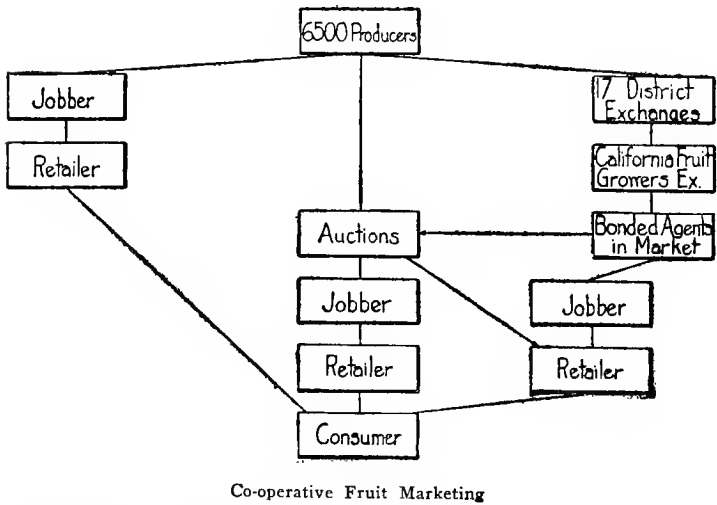 6500 Producers
Jobber
Retailer
17 District
Exchanges
California Fruit
Growers Ex.
Bonded Agents
in Market
Auctions
Jobber
Retailer
Jobber
Retailer
Consumer
Co-operative Fruit Marketing